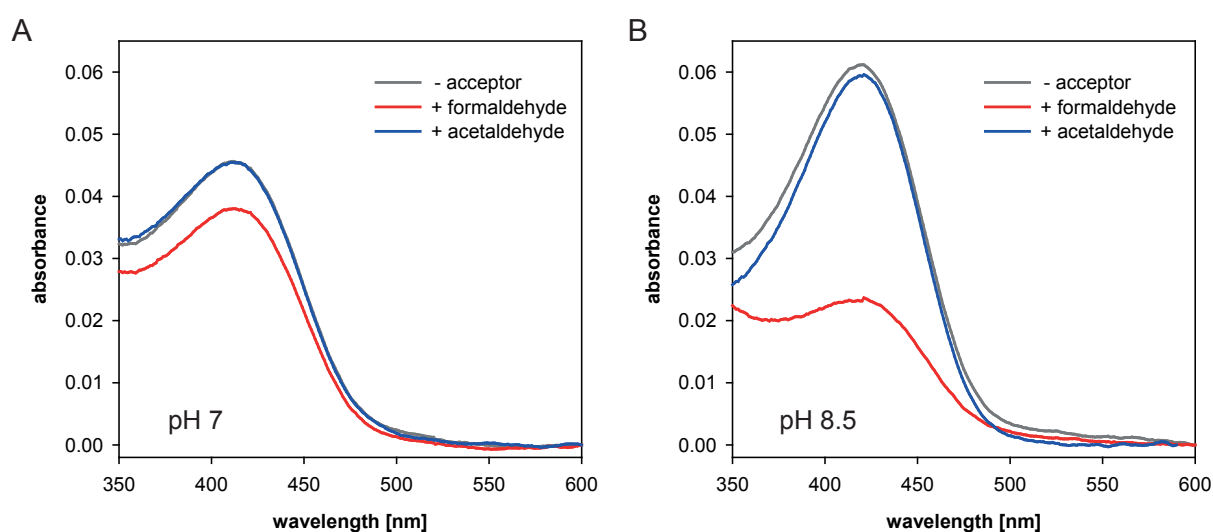 A
0.06
0.05
0.04
0.03
0.02
0.01
0.00
absorbance
- acceptor
+ formaldehyde
+ acetaldehyde
pH 7
350 400 450 500 550 600
wavelength [nm]
B
0.06
0.05
0.04
0.03
0.02
0.01
0.00
absorbance
- acceptor
+ formaldehyde
+ acetaldehyde
pH 8.5
350 400 450 500 550 600
wavelength [nm]